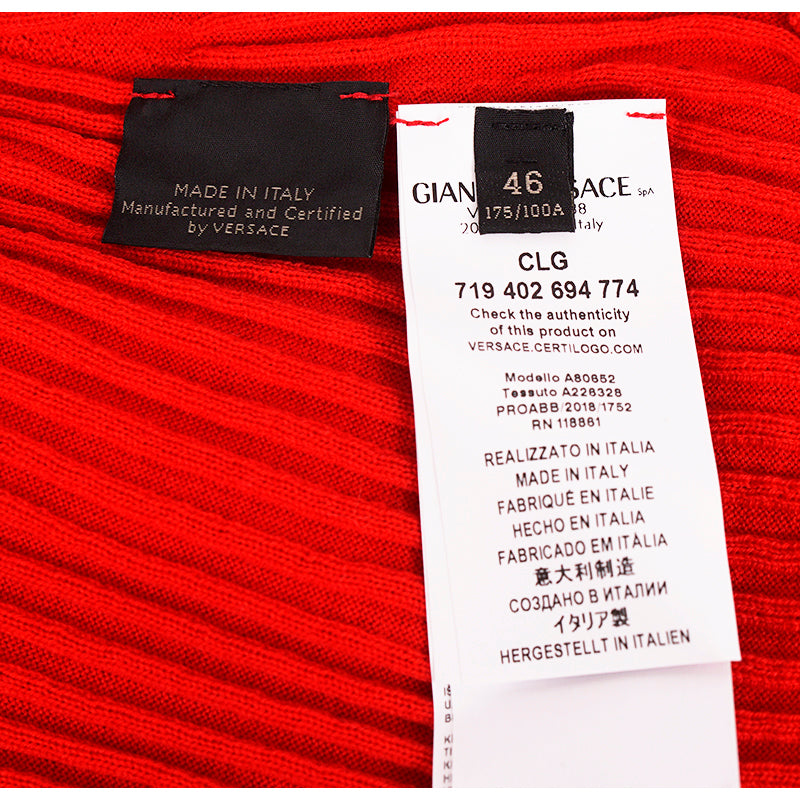 MADE IN ITALY
Manufactured and Certified
by VERSACE
46
175/100A
SpA
CLG
719 402 694 774
Check the authenticity
of this product on
VERSACE.CERTILOGO.COM
Modello A80652
Tessuto A226328
PROABB/2018/1752
RN 118861
REALIZZATO IN ITALIA
MADE IN ITALY
FABRIQUÉ EN ITALIE
HECHO EN ITALIA
FABRICADO EM ITÁLIA
意大利制造
СОЗДАНО В ИТАЛИИ
イタリア製
HERGESTELLT IN ITALIEN